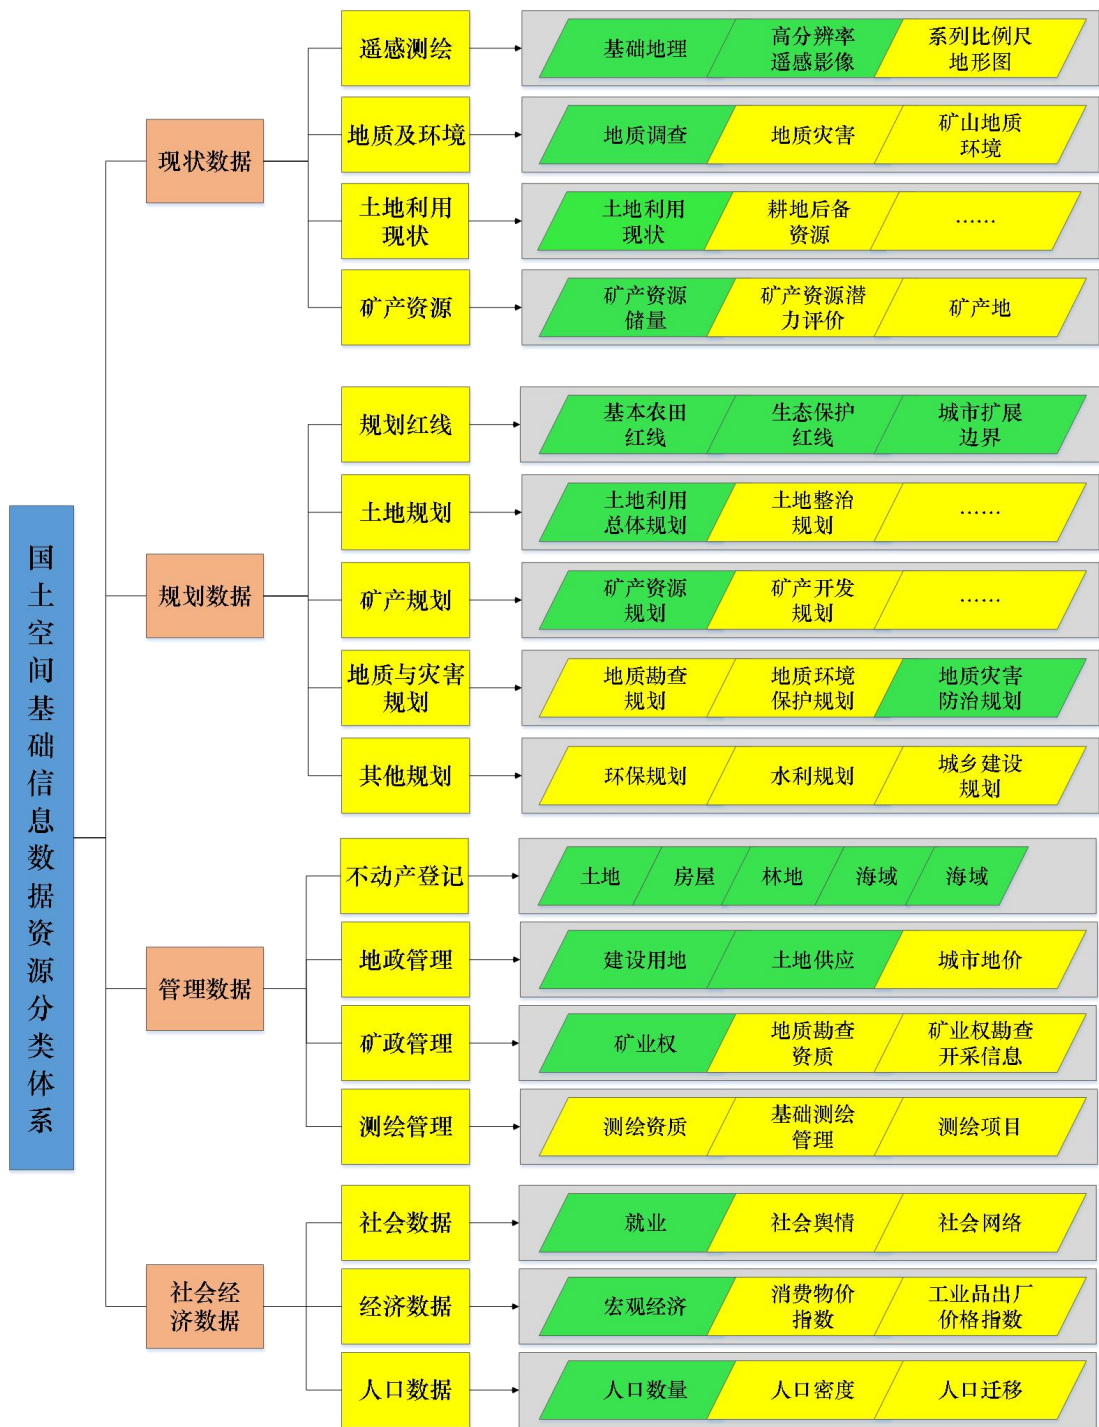 国土空间基础信息数据资源分类体系
现状数据
遥感测绘
基础地理
高分辨率
遥感影像
系列比例尺
地形图
地质及环境
地质调查
地质灾害
矿山地质
环境
土地利用
现状
土地利用
现状
耕地后备
资源
……
矿产资源
矿产资源
储量
矿产资源潜
力评价
矿产地
规划数据
规划红线
基本农田
红线
生态保护
红线
城市扩展
边界
土地规划
土地利用
总体规划
土地整治
规划
……
矿产规划
矿产资源
规划
矿产开发
规划
……
地质与灾害
规划
地质勘查
规划
地质环境
保护规划
地质灾害
防治规划
其他规划
环保规划
水利规划
城乡建设
规划
管理数据
不动产登记
土地
房屋
林地
海域
海域
地政管理
建设用地
土地供应
城市地价
矿政管理
矿业权
地质勘查
资质
矿业权勘查
开采信息
测绘管理
测绘资质
基础测绘
管理
测绘项目
社会经
济数据
社会数据
就业
社会舆情
社会网络
经济数据
宏观经济
消费物价
指数
工业品出厂
价格指数
人口数据
人口数量
人口密度
人口迁移